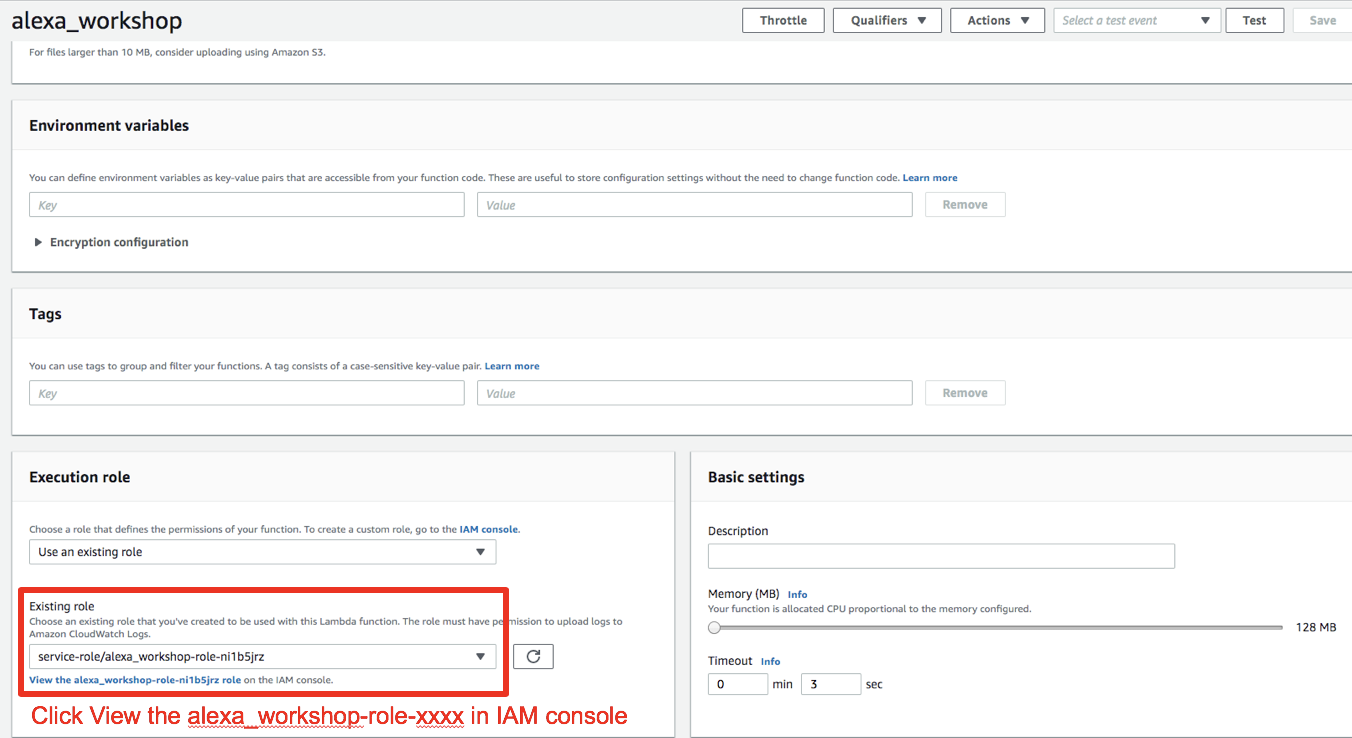 alexa_workshop
Throttle
Qualifiers
Actions
Select a test event
Test
Save
For files larger than 10 MB, consider uploading using Amazon S3.
Environment variables
You can define environment variables as key-value pairs that are accessible from your function code. These are useful to store configuration settings without the need to change function code. Learn more
Key
Value
Remove
Encryption configuration
Tags
You can use tags to group and filter your functions. A tag consists of a case-sensitive key-value pair. Learn more
Key
Value
Remove
Execution role
Choose a role that defines the permissions of your function. To create a custom role, go to the IAM console.
Use an existing role
Existing role
Choose an existing role that you've created to be used with this Lambda function. The role must have permission to upload logs to
Amazon CloudWatch Logs.
service-role/alexa_workshop-role-ni1b5jrz
View the alexa_workshop-role-ni1b5jrz role on the IAM console.
Click View the alexa_workshop-role-xxxx in IAM console
Basic settings
Description
Memory (MB) Info
Your function is allocated CPU proportional to the memory configured.
128 MB
Timeout Info
0 min 3 sec